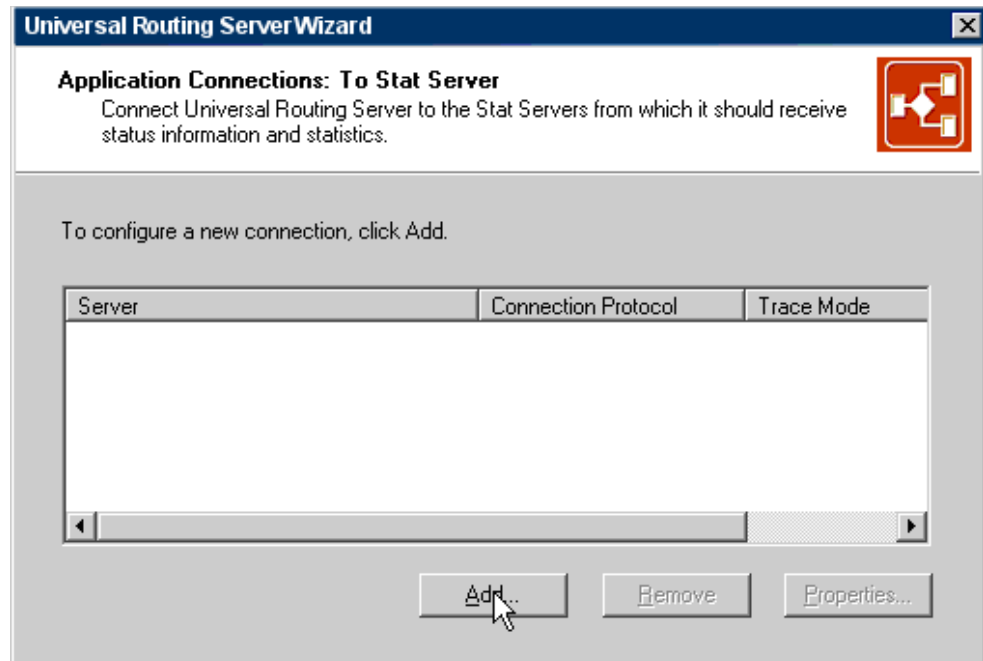 Universal Routing Server Wizard
Application Connections: To Stat Server
Connect Universal Routing Server to the Stat Servers from which it should receive
status information and statistics.
To configure a new connection, click Add.
Server Connection Protocol Trace Mode
Add... Remove Properties...